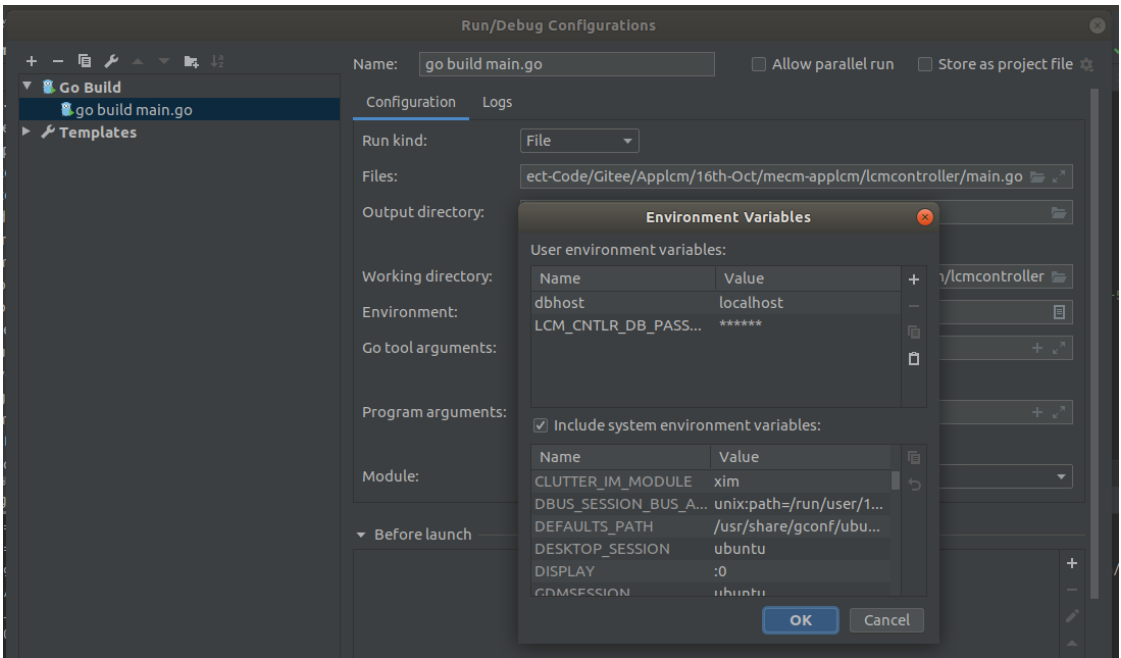 Run/Debug Configurations
Name: go build main.go Allow parallel run Store as project file
Go Build
go build main.go
Templates
Configuration Logs
Run kind: File
Files: ect-Code/Gitee/Applcm/16th-Oct/mecm-applcm/lcmcontroller/main.go
Output directory:
Working directory: /lcmcontroller
Environment:
Go tool arguments:
Program arguments:
Module:
Before launch
Environment Variables
User environment variables:
Name Value
dbhost localhost
LCM_CNTLR_DB_PASS... ******
Include system environment variables:
Name Value
CLUTTER_IM_MODULE xim
DBUS_SESSION_BUS_A... unix:path=/run/user/1...
DEFAULTS_PATH /usr/share/gconf/ubu...
DESKTOP_SESSION ubuntu
DISPLAY :0
GDMSESSION ubuntu
OK Cancel